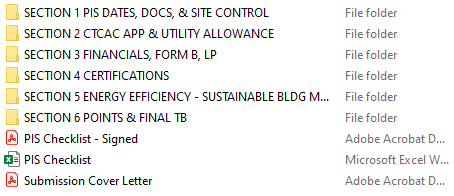 SECTION 1 PIS DATES, DOCS, & SITE CONTROL File folder
SECTION 2 CTCAC APP & UTILITY ALLOWANCE File folder
SECTION 3 FINANCIALS, FORM B, LP File folder
SECTION 4 CERTIFICATIONS File folder
SECTION 5 ENERGY EFFICIENCY - SUSTAINABLE BLDG M... File folder
SECTION 6 POINTS & FINAL TB File folder
PIS Checklist - Signed Adobe Acrobat D...
PIS Checklist Microsoft Excel W...
Submission Cover Letter Adobe Acrobat D...